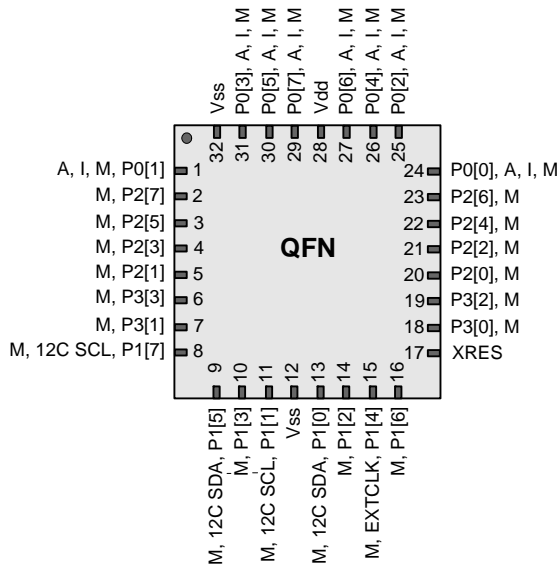 Vss
P0[3], A, I, M
P0[5], A, I, M
P0[7], A, I, M
Vdd
P0[6], A, I, M
P0[4], A, I, M
P0[2], A, I, M
32
31
30
29
28
27
26
25
A, I, M, P0[1] 1
M, P2[7] 2
M, P2[5] 3
M, P2[3] 4
M, P2[1] 5
M, P3[3] 6
M, P3[1] 7
M, 12C SCL, P1[7] 8
QFN
24 P0[0], A, I, M
23 P2[6], M
22 P2[4], M
21 P2[2], M
20 P2[0], M
19 P3[2], M
18 P3[0], M
17 XRES
9
10
11
12
13
14
15
16
M, 12C SDA, P1[5]
M, P1[3]
M, 12C SCL, P1[1]
Vss
M, 12C SDA, P1[0]
M, P1[2]
M, EXTCLK, P1[4]
M, P1[6]